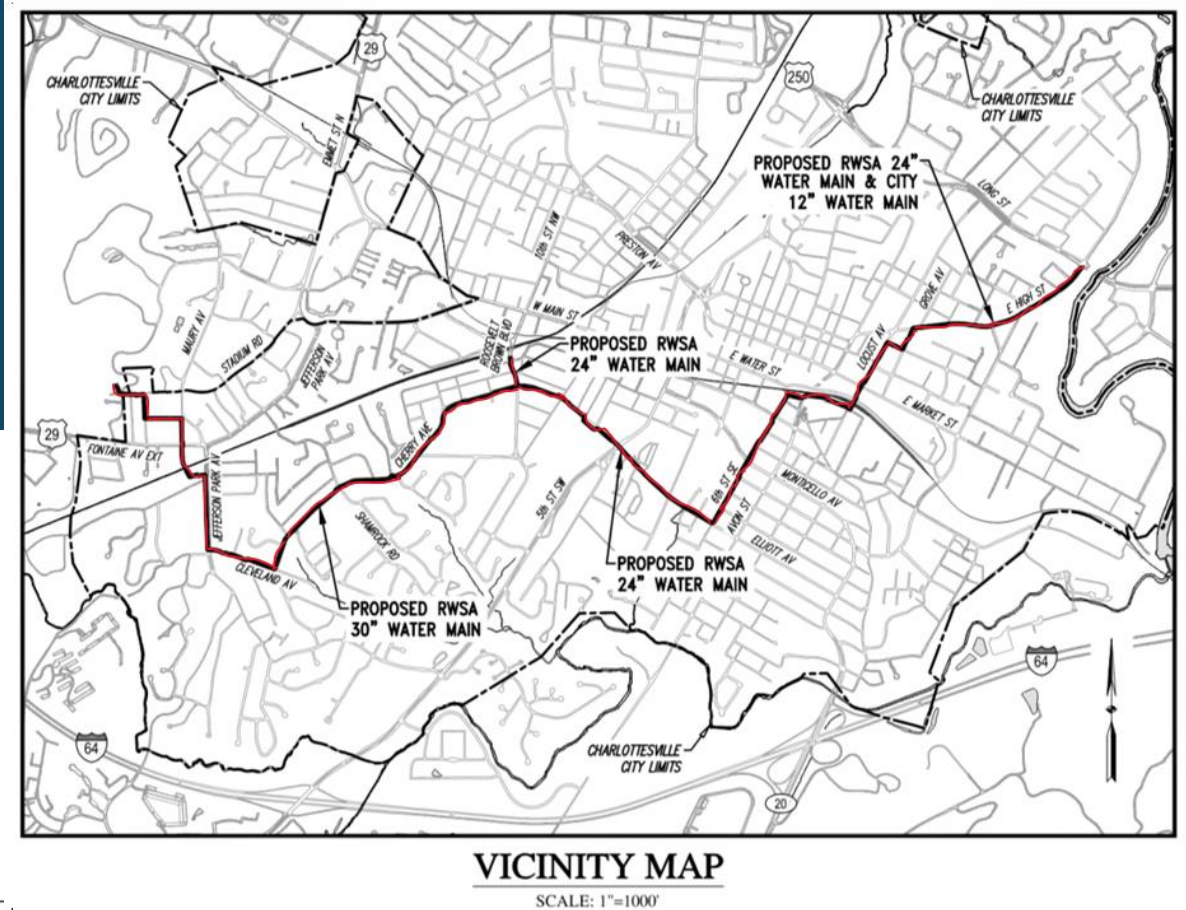 29
CHARLOTTESVILLE
CITY LIMITS
EMMET ST N
250
CHARLOTTESVILLE
CITY LIMITS
PROPOSED RWSA 24"
WATER MAIN & CITY
12" WATER MAIN
LONG ST
10th ST NW
PRESTON AV
GROVE AV
E HIGH ST
W MAIN ST
MAURY AV
STADIUM RD
JEFFERSON
PARK AV
ROOSEVELT
BROWN BLVD
PROPOSED RWSA
24" WATER MAIN
E WATER ST
LOCUST AV
E MARKET ST
29
FONTAINE AV EXT
JEFFERSON PARK AV
CHERRY AVE
5th ST SW
6th ST SE
AVON ST
MONTICELLO AV
ELLIOTT AV
SHAMROCK RD
CLEVELAND AV
PROPOSED RWSA
24" WATER MAIN
PROPOSED RWSA
30" WATER MAIN
64
64
CHARLOTTESVILLE
CITY LIMITS
20
VICINITY MAP
SCALE: 1"=1000'